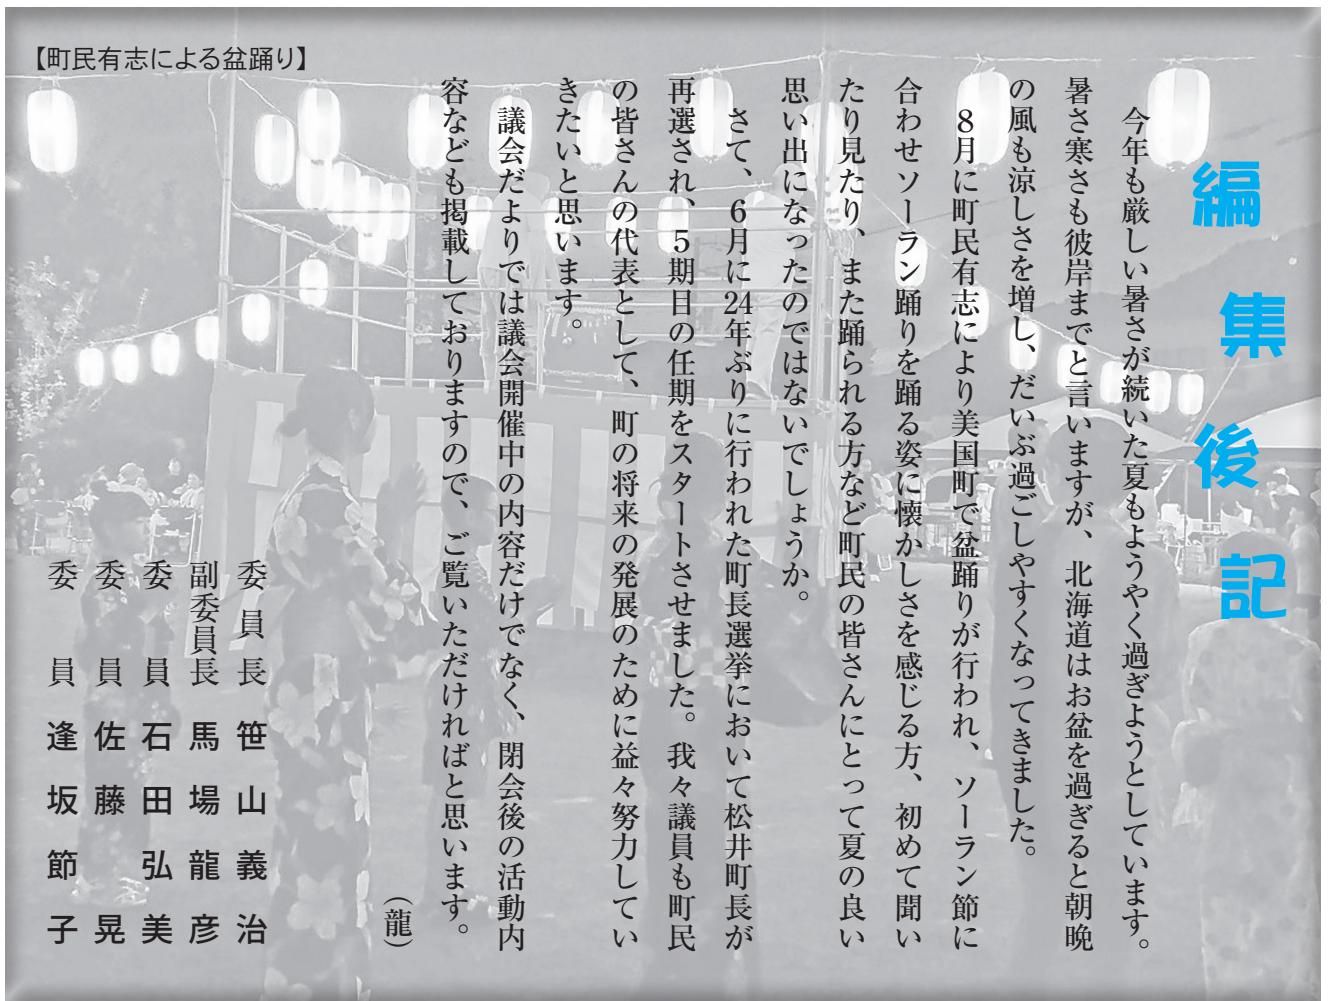 【町民有志による盆踊り】
編集後記
今年も厳しい暑さが続いた夏もようやく過ぎようとしています。
暑さ寒さも彼岸までと言いますが、北海道はお盆を過ぎると朝晩
の風も涼しさを増し、だいぶ過ごしやすくなってきました。
8月に町民有志により美国町で盆踊りが行われ、ソーラン節に
合わせソーラン踊りを踊る姿に懐かしさを感じる方、初めて聞い
たり見たり、また踊られる方など町民の皆さんにとって夏の良い
思い出になったのではないでしょうか。
さて、6月に24年ぶりに行われた町長選挙において松井町長が
再選され、5期目の任期をスタートさせました。我々議員も町民
の皆さんの代表として、町の将来の発展のために益々努力してい
きたいと思います。
議会だよりでは議会開催中の内容だけでなく、閉会後の活動内
容なども掲載しておりますので、ご覧いただければと思います。
（龍）
委員長 笹山義治
副委員長 馬場龍彦
委員 石田弘美
委員 佐藤晃
委員 逢坂節子